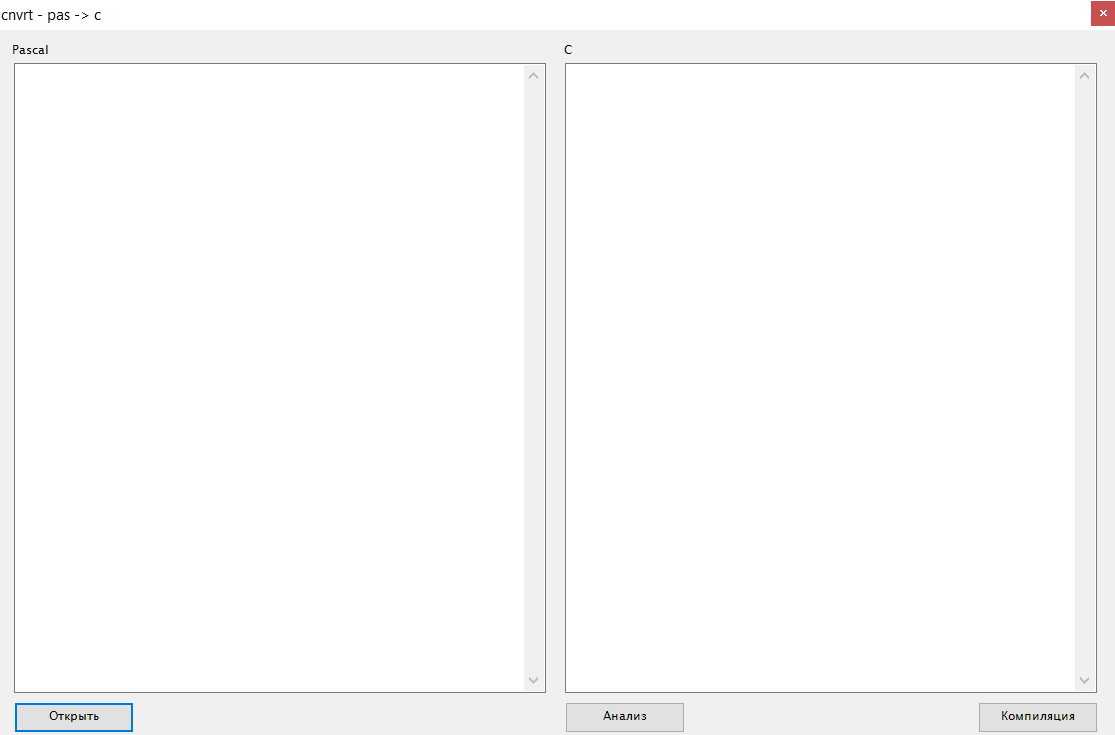 cnvrt - pas -> c
Pascal
C
Открыть
Анализ
Компиляция